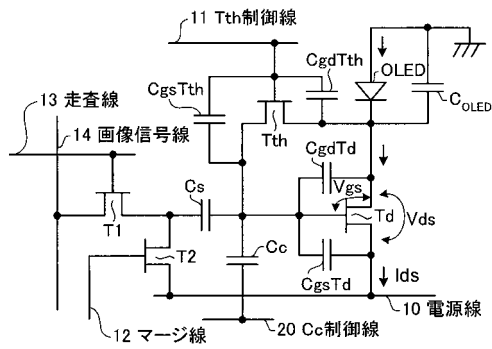 11 Tth制御線
CgdTth
OLED
CgsTth
COLED
13 走査線
14 画像信号線
Tth
CgdTd
Vgs
Cs
Td
Vds
T1
T2
Cc
CgsTd
Ids
10 電源線
12 マージ線
20 Cc制御線